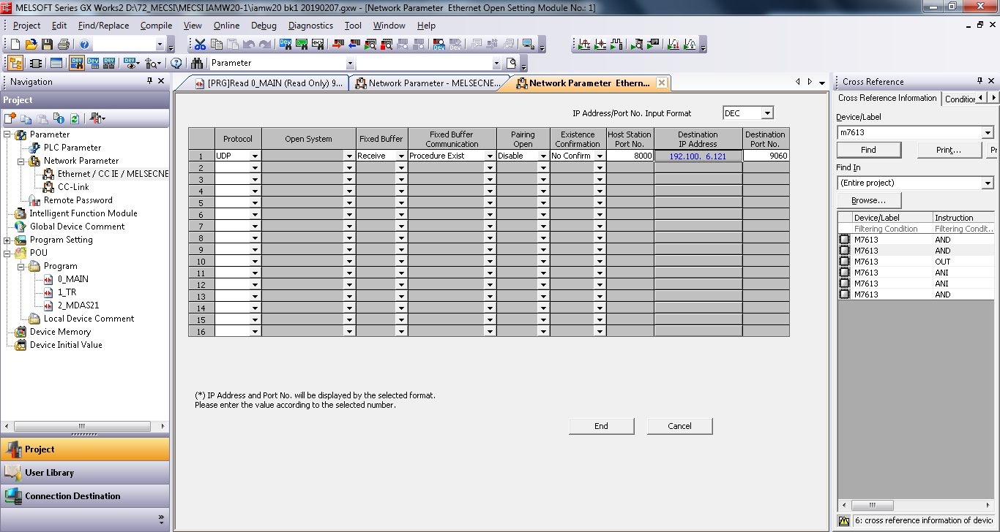 MELSOFT Series GX Works2 D:\72_MECSI\MECSI IAMW20-1\iamw20 bk1 20190207.gxw - [Network Parameter  Ethernet Open Setting Module No.: 1]
Project Edit Find/Replace Compile View Online Debug Diagnostics Tool Window Help
Parameter
Navigation
Project
Parameter
PLC Parameter
Network Parameter
Ethernet / CC IE / MELSECNE
CC-Link
Remote Password
Intelligent Function Module
Global Device Comment
Program Setting
POU
Program
0_MAIN
1_TR
2_MDAS21
Local Device Comment
Device Memory
Device Initial Value
Project
User Library
Connection Destination
[PRG]Read 0_MAIN (Read Only) 9... Network Parameter - MELSECNE... Network Parameter  Ethern...
IP Address/Port No. Input Format DEC
Protocol Open System Fixed Buffer Fixed Buffer Communication Pairing Open Existence Confirmation Host Station Port No. Destination IP Address Destination Port No.
1 UDP Receive Procedure Exist Disable No Confirm 8000 192.100. 6.121 9060
2
3
4
5
6
7
8
9
10
11
12
13
14
15
16
(*) IP Address and Port No. will be displayed by the selected format.
Please enter the value according to the selected number.
End Cancel
Cross Reference
Cross Reference Information Condition
Device/Label
m7613
Find Print... Pr
Find In
(Entire project)
Browse...
Device/Label Instruction
Filtering Condition Filtering Condit...
M7613 AND
M7613 AND
M7613 OUT
M7613 ANI
M7613 ANI
M7613 AND
6: cross reference information of device